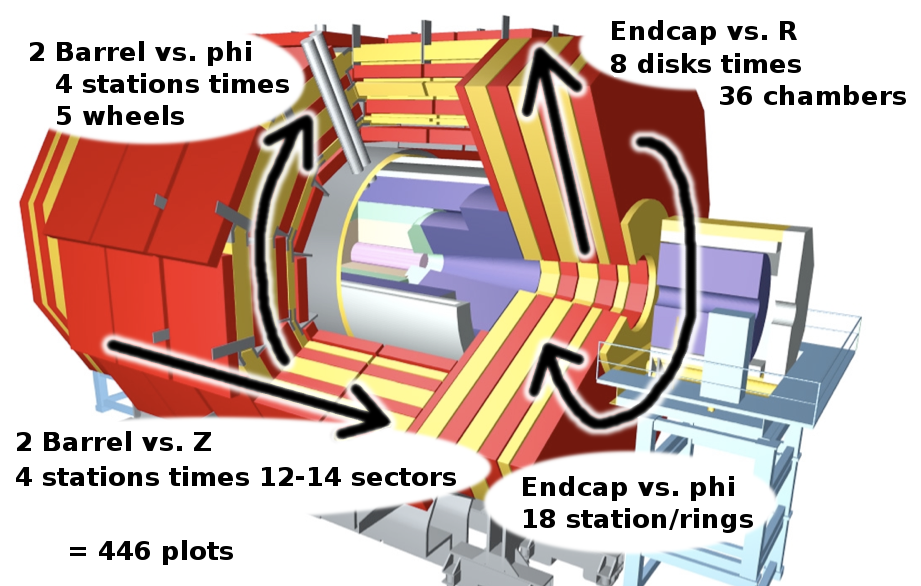 2 Barrel vs. phi
4 stations times
5 wheels
Endcap vs. R
8 disks times
36 chambers
2 Barrel vs. Z
4 stations times 12-14 sectors
Endcap vs. phi
18 station/rings
= 446 plots